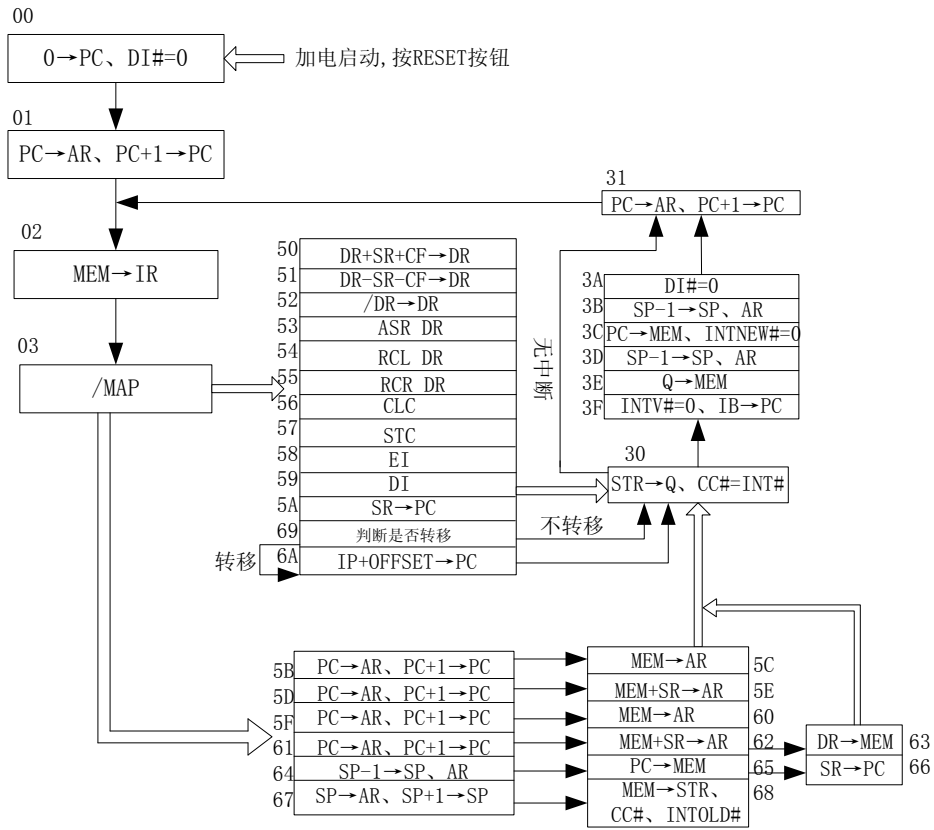 00
0→PC、DI#=0
加电启动,按RESET按钮
01
PC→AR、PC+1→PC
31
PC→AR、PC+1→PC
02
MEM→IR
03
/MAP
50
DR+SR+CF→DR
51
DR-SR-CF→DR
52
/DR→DR
53
ASR DR
54
RCL DR
55
RCR DR
56
CLC
57
STC
58
EI
59
DI
5A
SR→PC
69
判断是否转移
6A
IP+OFFSET→PC
转移
不转移
无中断
3A
DI#=0
3B
SP-1→SP、AR
3C
PC→MEM、INTNEW#=0
3D
SP-1→SP、AR
3E
Q→MEM
3F
INTV#=0、IB→PC
30
STR→Q、CC#=INT#
5B
PC→AR、PC+1→PC
5D
PC→AR、PC+1→PC
5F
PC→AR、PC+1→PC
61
PC→AR、PC+1→PC
64
SP-1→SP、AR
67
SP→AR、SP+1→SP
MEM→AR
5C
MEM+SR→AR
5E
MEM→AR
60
MEM+SR→AR
62
PC→MEM
65
MEM→STR、
CC#、INTOLD#
68
DR→MEM
63
SR→PC
66